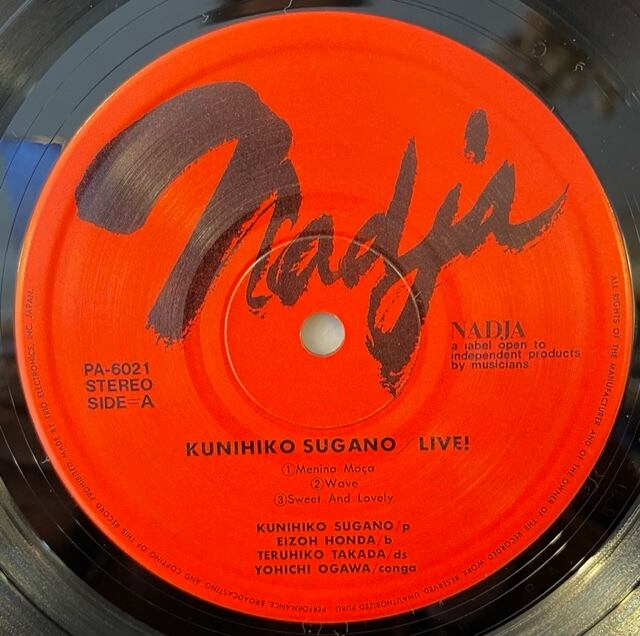 Nadja
NADJA
a label open to
independent products
by musicians
PA-6021
STEREO
SIDE=A
KUNIHIKO SUGANO / LIVE!
①Menina Moça
②Wave
③Sweet And Lovely
KUNIHIKO SUGANO/p
EIZOH HONDA/b
TERUHIKO TAKADA/ds
YOHICHI OGAWA/conga
ALL RIGHTS OF THE MANUFACTURER AND OF THE OWNER OF THE RECORDED WORK RESERVED. UNAUTHORIZED PUBLIC PERFORMANCE, BROADCASTING AND COPYING OF THIS RECORD PROHIBITED. MADE BY TRIO ELECTRONICS, INC. JAPAN.